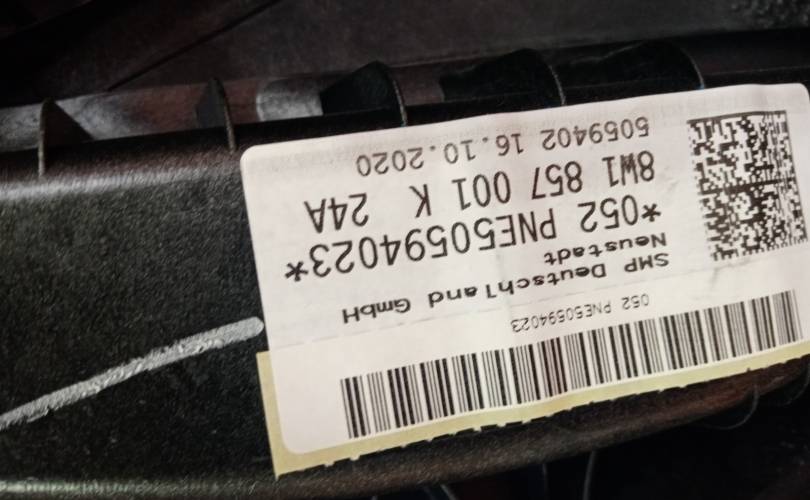 052 PNE50594023
SMP Deutschland GmbH
Neustadt
*052 PNE50594023*
8W1 857 001 K 24A
5059402 16.10.2020